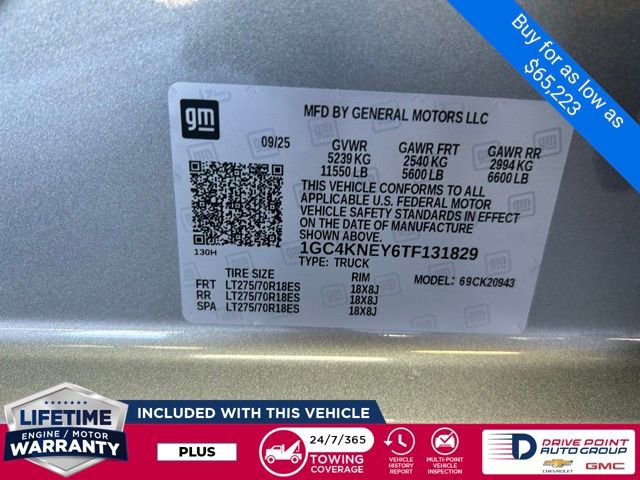 Buy for as low as
$65,223
gm
MFD BY GENERAL MOTORS LLC
09/25 GVWR GAWR FRT GAWR RR
5239 KG 2540 KG 2994 KG
11550 LB 5600 LB 6600 LB
THIS VEHICLE CONFORMS TO ALL
APPLICABLE U.S. FEDERAL MOTOR
VEHICLE SAFETY STANDARDS IN EFFECT
ON THE DATE OF MANUFACTURE
SHOWN ABOVE.
130H
1GC4KNEY6TF131829
TYPE: TRUCK
TIRE SIZE RIM MODEL: 69CK20943
FRT LT275/70R18ES 18X8J
RR LT275/70R18ES 18X8J
SPA LT275/70R18ES 18X8J
LIFETIME
ENGINE / MOTOR
WARRANTY
INCLUDED WITH THIS VEHICLE
PLUS
24/7/365
TOWING
COVERAGE
VEHICLE
HISTORY
REPORT
MULTI-POINT
VEHICLE
INSPECTION
DRIVE POINT
AUTO GROUP
CHEVROLET GMC